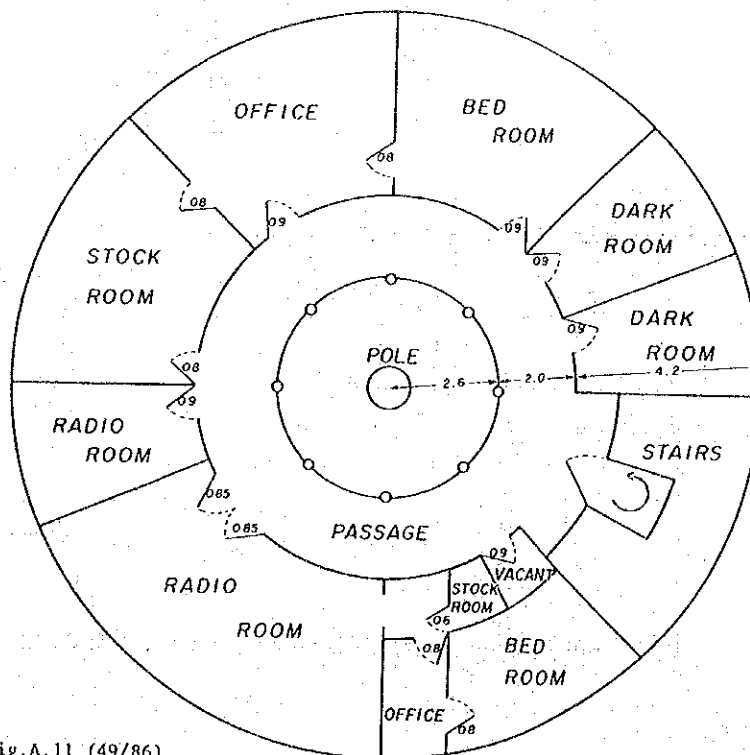 OFFICE
BED
ROOM
08
08
09
09
DARK
ROOM
09
STOCK
ROOM
DARK
ROOM
09
POLE
08
09
2.6
2.0
4.2
RADIO
ROOM
STAIRS
085
085
PASSAGE
09
VACANT
STOCK
ROOM
RADIO
ROOM
06
08
BED
ROOM
OFFICE
08
ig.A.11 (49/86)